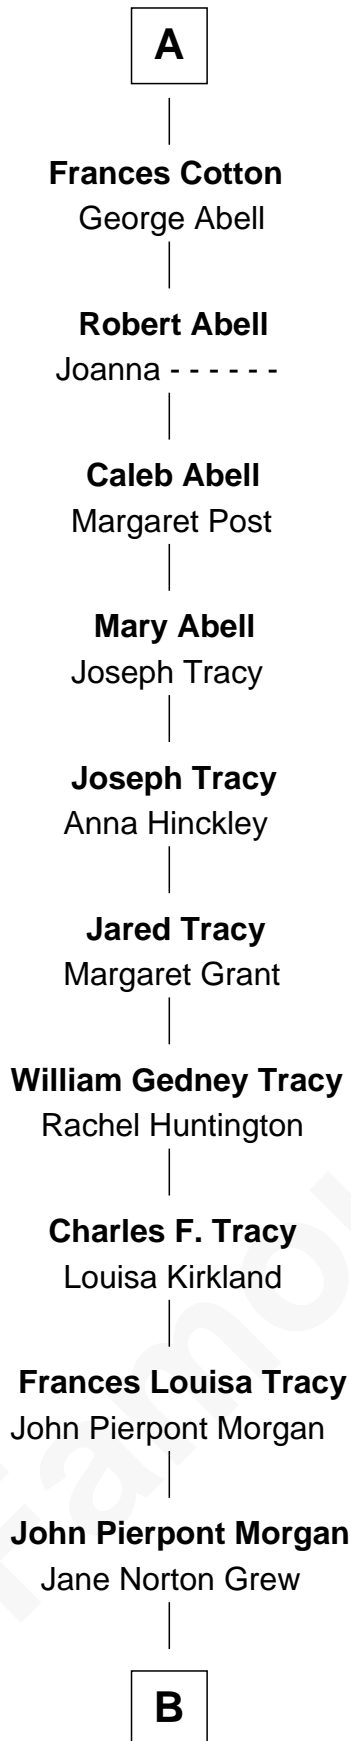 A
Frances Cotton
George Abell
Robert Abell
Joanna - - - - - -
Caleb Abell
Margaret Post
Mary Abell
Joseph Tracy
Joseph Tracy
Anna Hinckley
Jared Tracy
Margaret Grant
William Gedney Tracy
Rachel Huntington
Charles F. Tracy
Louisa Kirkland
Frances Louisa Tracy
John Pierpont Morgan
John Pierpont Morgan
Jane Norton Grew
B
Famou